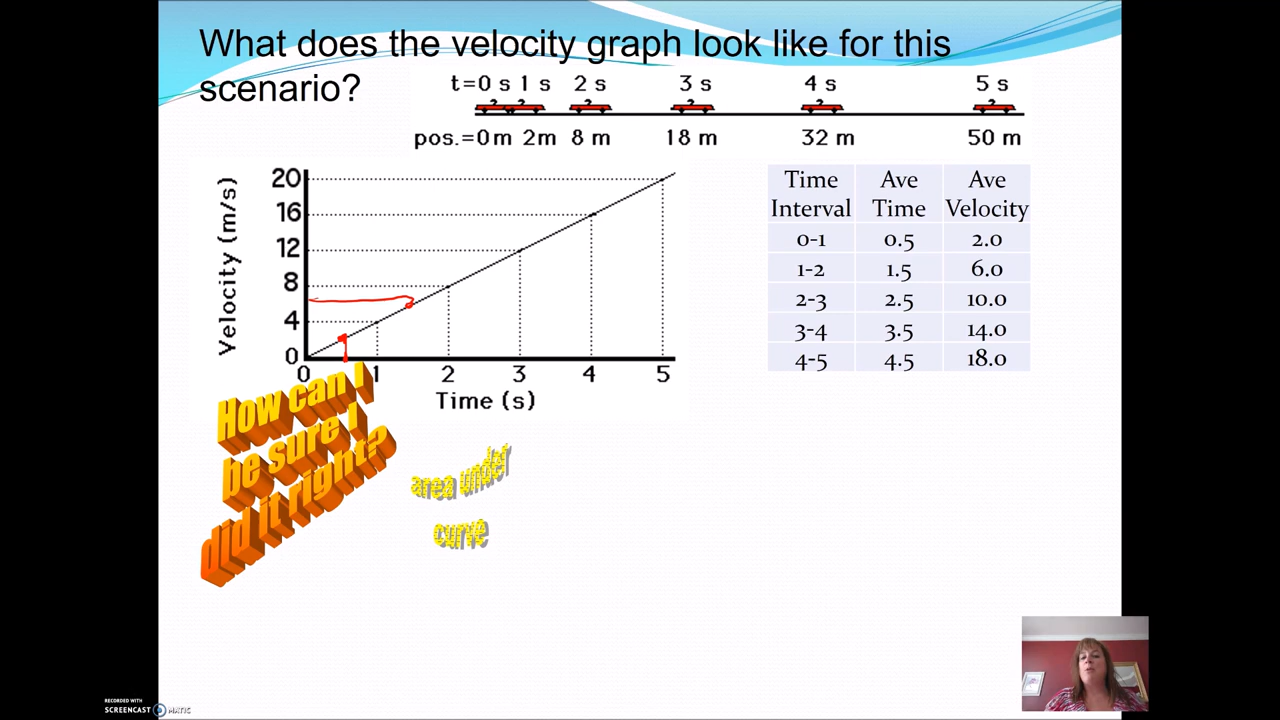 What does the velocity graph look like for this
scenario?
t=0 s 1 s 2 s 3 s 4 s 5 s
pos.=0m 2m 8 m 18 m 32 m 50 m
Velocity (m/s)
20
16
12
8
4
0
0 1 2 3 4 5
Time (s)
Time Interval Ave Time Ave Velocity
0-1 0.5 2.0
1-2 1.5 6.0
2-3 2.5 10.0
3-4 3.5 14.0
4-5 4.5 18.0
How can I
be sure I
did it right?
area under
curve
RECORDED WITH
SCREENCAST MATIC